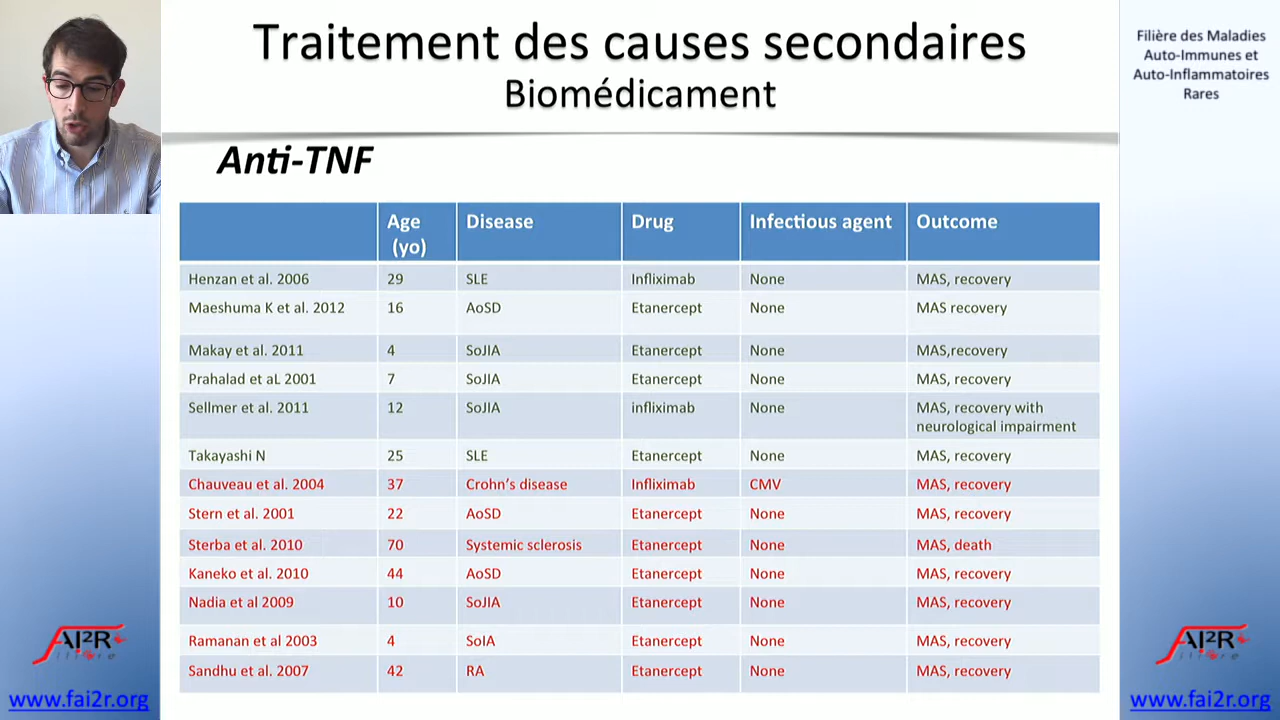 Traitement des causes secondaires
Biomédicament
Filière des Maladies
Auto-Immunes et
Auto-Inflammatoires
Rares
Anti-TNF
Age (yo) Disease Drug Infectious agent Outcome
Henzan et al. 2006 29 SLE Infliximab None MAS, recovery
Maeshuma K et al. 2012 16 AoSD Etanercept None MAS recovery
Makay et al. 2011 4 SoJIA Etanercept None MAS,recovery
Prahalad et aL 2001 7 SoJIA Etanercept None MAS, recovery
Sellmer et al. 2011 12 SoJIA infliximab None MAS, recovery with
neurological impairment
Takayashi N 25 SLE Etanercept None MAS, recovery
Chauveau et al. 2004 37 Crohn’s disease Infliximab CMV MAS, recovery
Stern et al. 2001 22 AoSD Etanercept None MAS, recovery
Sterba et al. 2010 70 Systemic sclerosis Etanercept None MAS, death
Kaneko et al. 2010 44 AoSD Etanercept None MAS, recovery
Nadia et al 2009 10 SoJIA Etanercept None MAS, recovery
Ramanan et al 2003 4 SoIA Etanercept None MAS, recovery
Sandhu et al. 2007 42 RA Etanercept None MAS, recovery
FAI2R
filière
www.fai2r.org
FAI2R
filière
www.fai2r.org